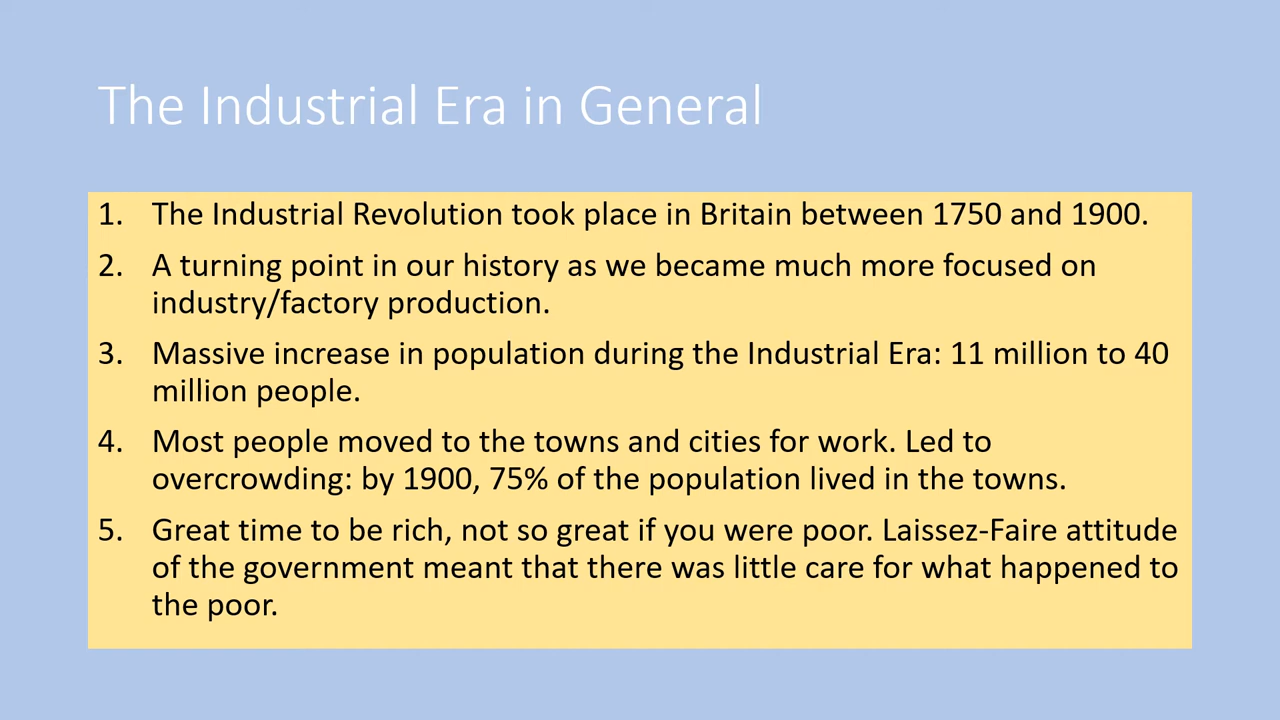 The Industrial Era in General
1. The Industrial Revolution took place in Britain between 1750 and 1900.
2. A turning point in our history as we became much more focused on
industry/factory production.
3. Massive increase in population during the Industrial Era: 11 million to 40
million people.
4. Most people moved to the towns and cities for work. Led to
overcrowding: by 1900, 75% of the population lived in the towns.
5. Great time to be rich, not so great if you were poor. Laissez-Faire attitude
of the government meant that there was little care for what happened to
the poor.